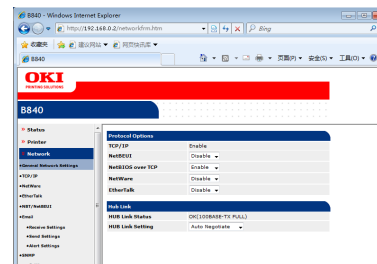 B840 - Windows Internet Explorer
http://192.168.0.2/networkfrm.htm
Bing
收藏夹
建议网站
网页快讯库
B840
页面(P)
安全(S)
工具(O)
OKI
PRINTING SOLUTIONS
B840
Status
Printer
Network
General Network Settings
TCP/IP
NetWare
EtherTalk
NBT/NetBEUI
Email
Receive Settings
Send Settings
Alert Settings
SNMP
Protocol Options
TCP/IP Enable
NetBEUI Disable
NetBIOS over TCP Enable
NetWare Disable
EtherTalk Disable
Hub Link
HUB Link Status OK(100BASE-TX FULL)
HUB Link Setting Auto Negotiate